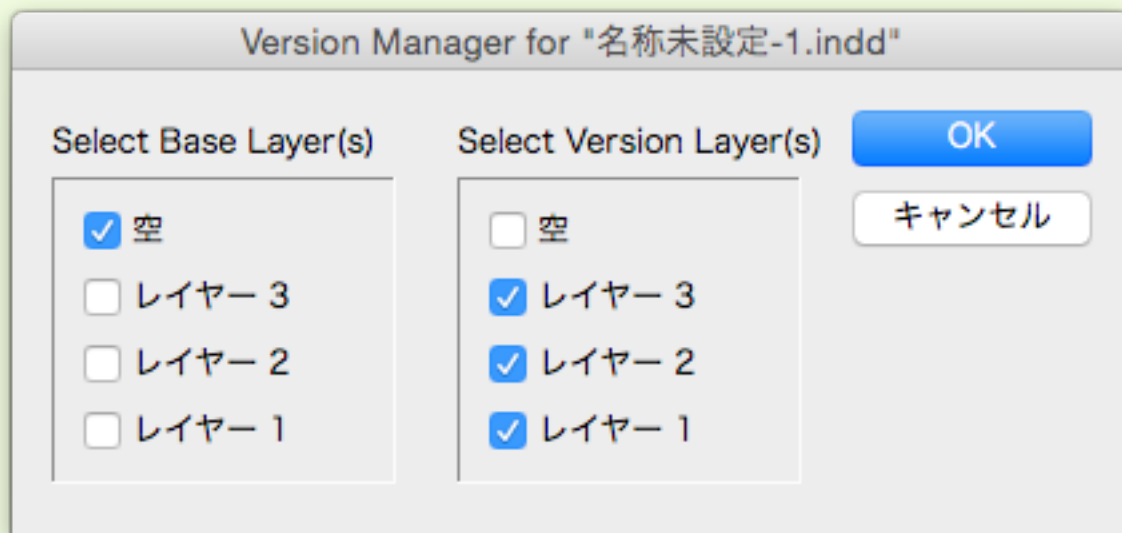 Version Manager for "名称未設定-1.indd"
Select Base Layer(s)
空
レイヤー 3
レイヤー 2
レイヤー 1
Select Version Layer(s)
空
レイヤー 3
レイヤー 2
レイヤー 1
OK
キャンセル